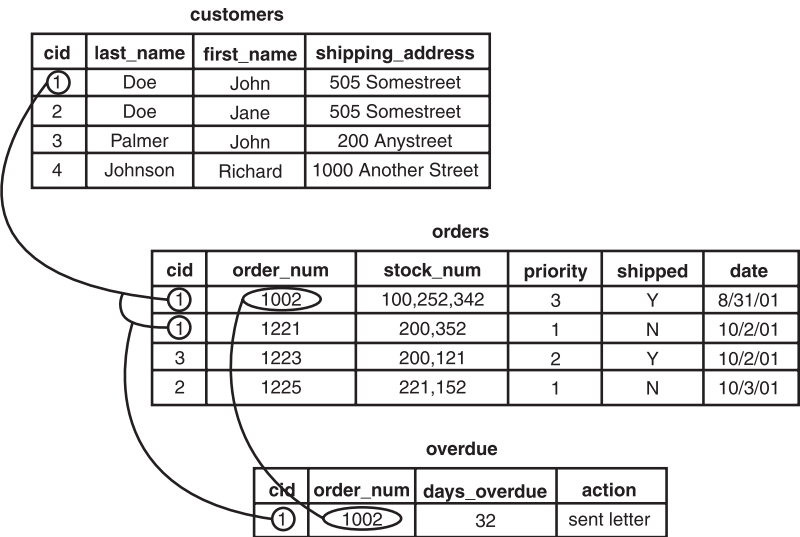 customers
cid last_name first_name shipping_address
1 Doe John 505 Somestreet
2 Doe Jane 505 Somestreet
3 Palmer John 200 Anystreet
4 Johnson Richard 1000 Another Street
orders
cid order_num stock_num priority shipped date
1 1002 100,252,342 3 Y 8/31/01
1 1221 200,352 1 N 10/2/01
3 1223 200,121 2 Y 10/2/01
2 1225 221,152 1 N 10/3/01
overdue
cid order_num days_overdue action
1 1002 32 sent letter